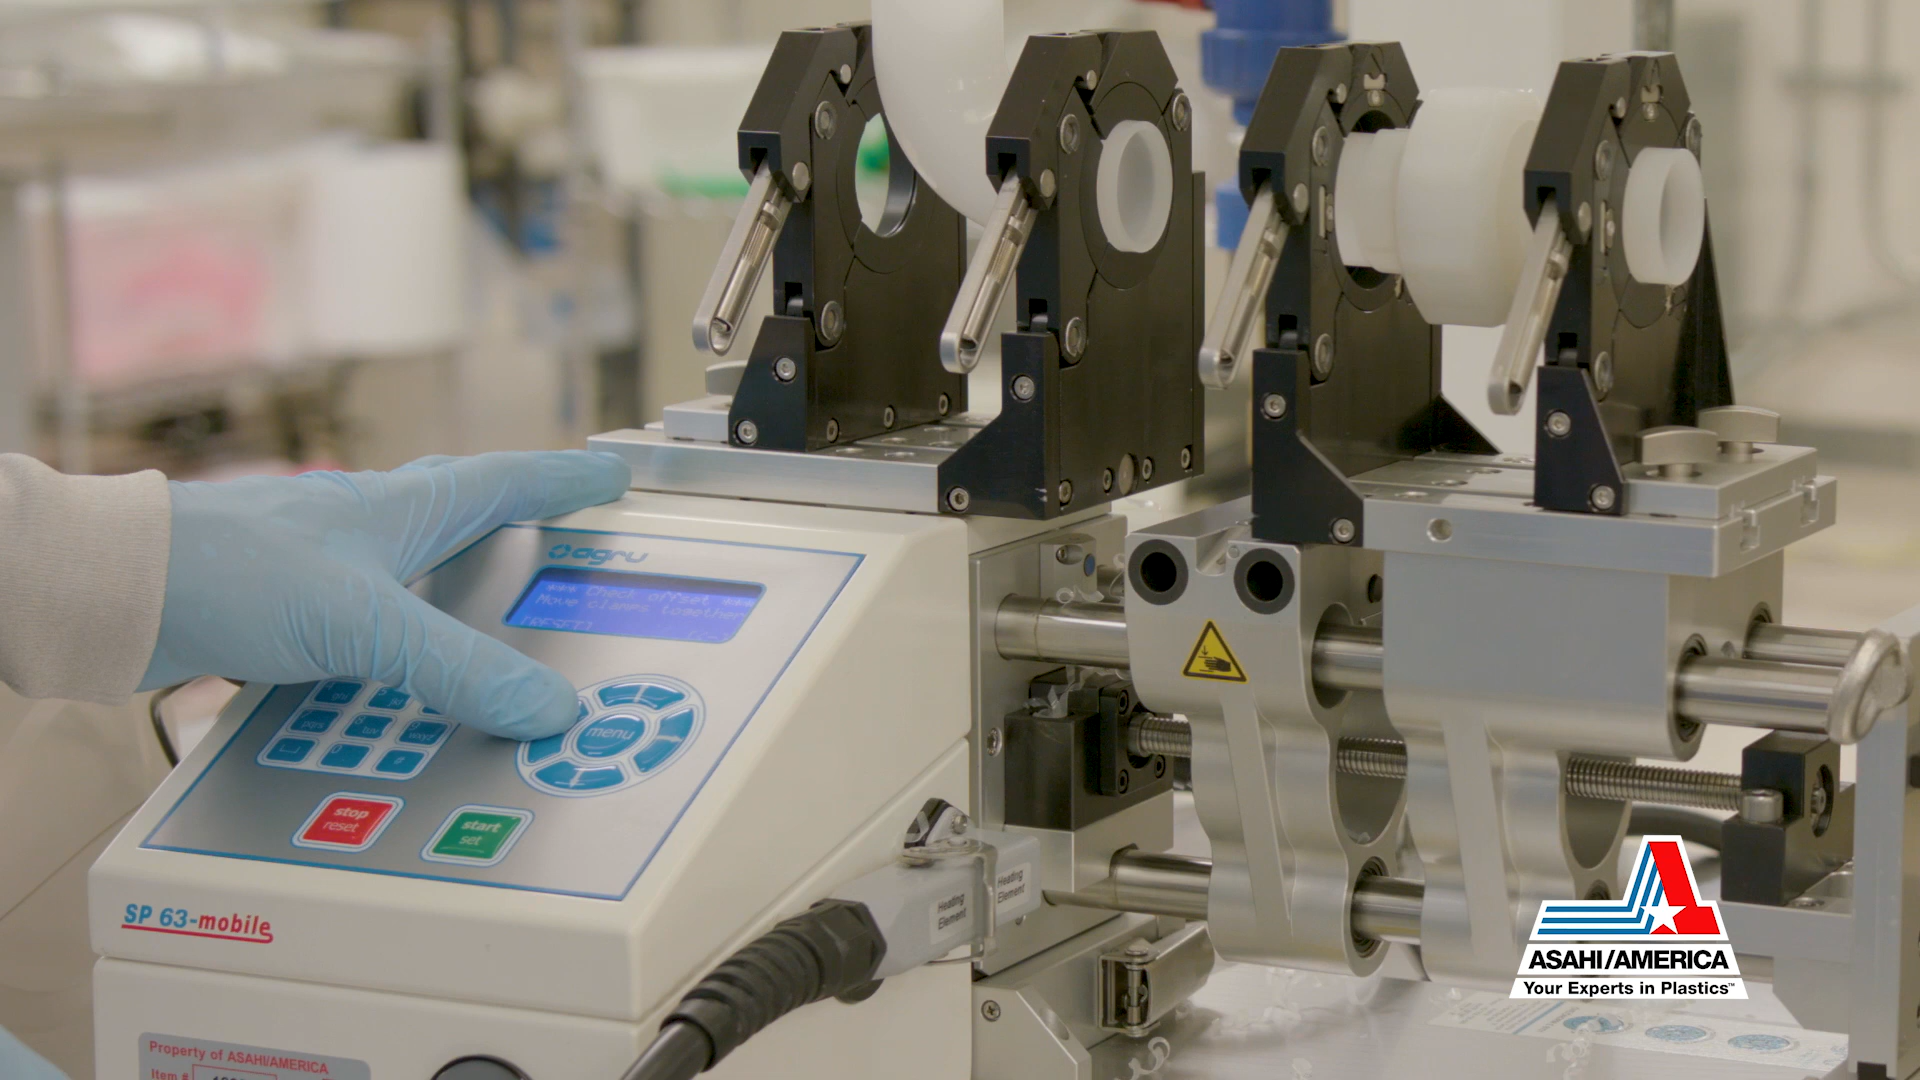 agru
*** Check offset ***
Move clamps together
[RESET]
menu
stop
reset
start
set
SP 63-mobile
Heating
Element
Heating
Element
Property of ASAHI/AMERICA
Item #
ASAHI/AMERICA
Your Experts in Plastics™